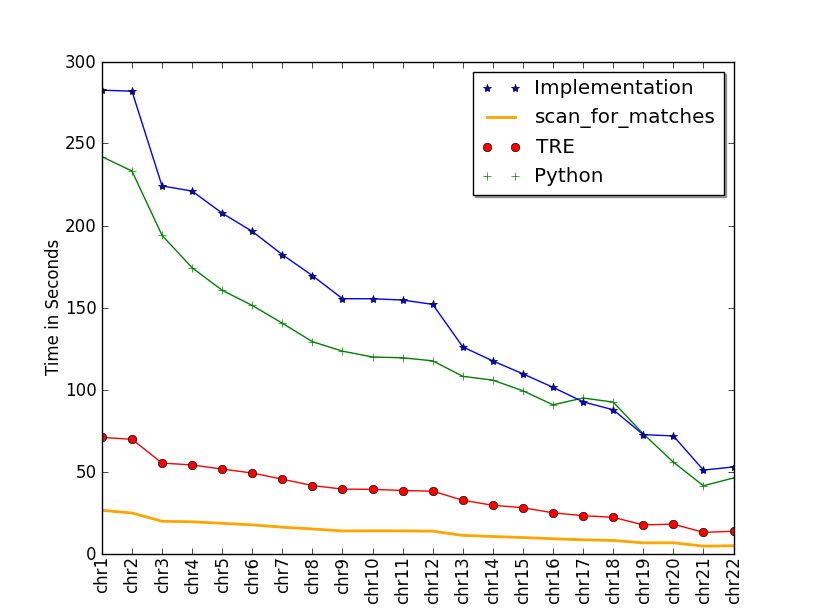 300
250
200
150
100
50
0
Time in Seconds
Implementation
scan_for_matches
TRE
Python
chr1
chr2
chr3
chr4
chr5
chr6
chr7
chr8
chr9
chr10
chr11
chr12
chr13
chr14
chr15
chr16
chr17
chr18
chr19
chr20
chr21
chr22